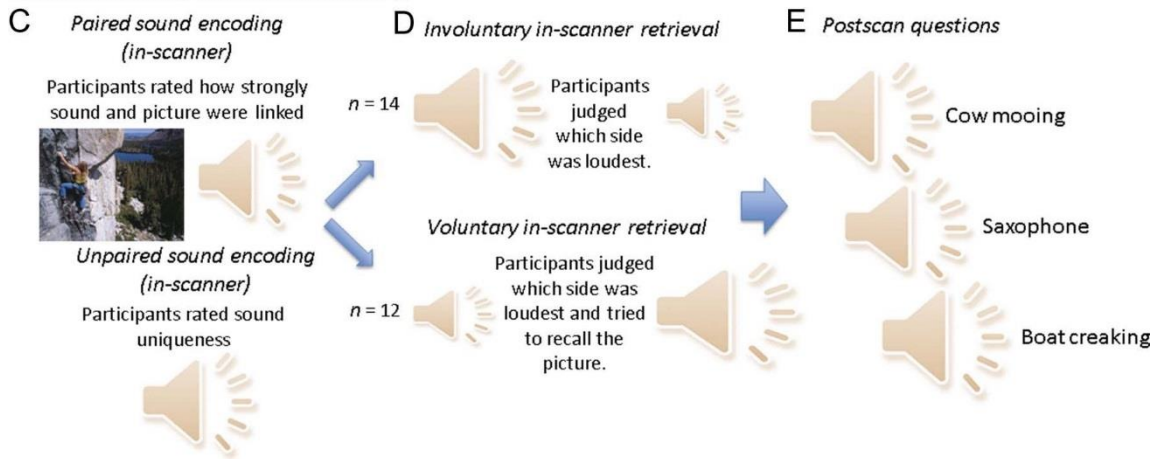 C
Paired sound encoding
(in-scanner)
Participants rated how strongly
sound and picture were linked
Unpaired sound encoding
(in-scanner)
Participants rated sound
uniqueness
D
Involuntary in-scanner retrieval
n = 14
Participants
judged
which side
was loudest.
Voluntary in-scanner retrieval
n = 12
Participants judged
which side was
loudest and tried
to recall the
picture.
E
Postscan questions
Cow mooing
Saxophone
Boat creaking